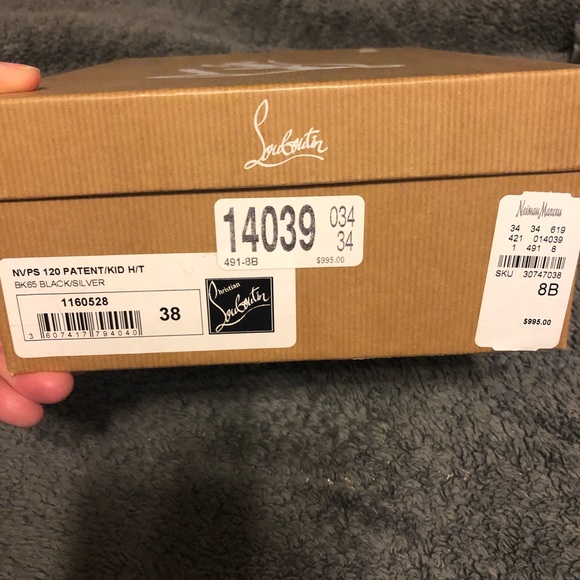 Louboutin
14039 034
34
491-8B $995.00
NVPS 120 PATENT/KID H/T
BK65 BLACK/SILVER
1160528
38
3 607417 794040
Christian
Louboutin
Neiman Marcus
34 34 619
421 014039
1 491 8
SKU 30747038
8B
$995.00